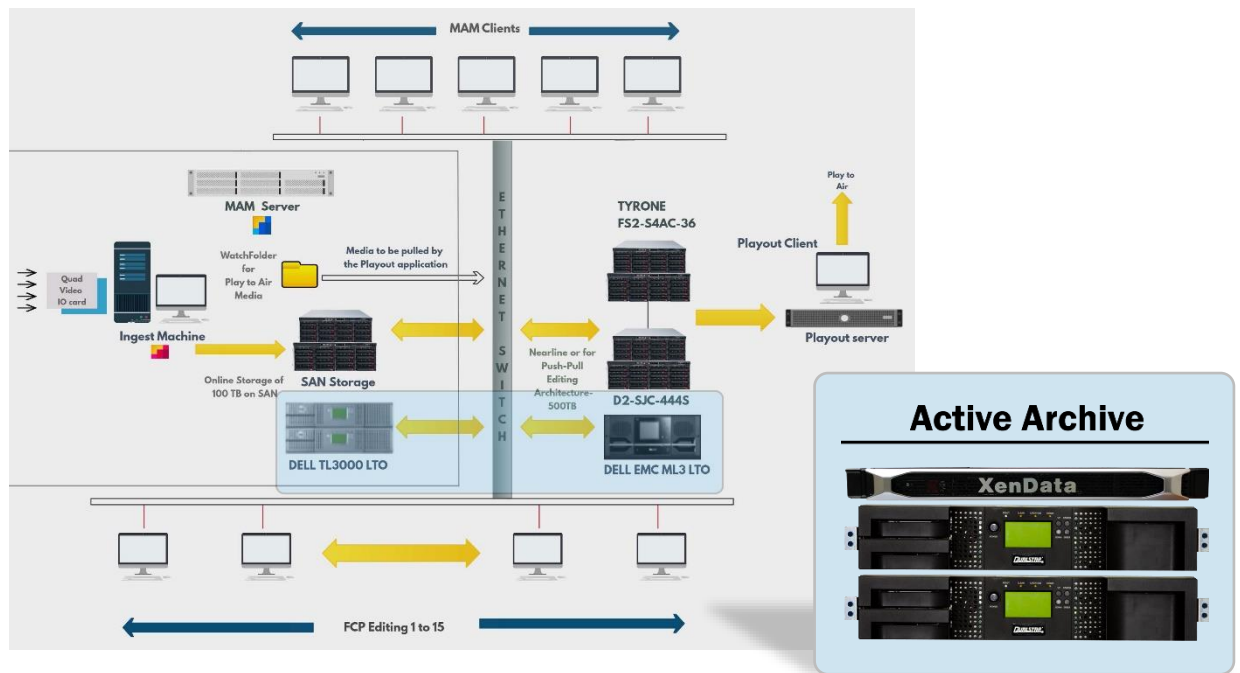 MAM Clients
MAM Server
WatchFolder
for
Play to Air
Media
Media to be pulled by
the Playout application
Quad
Video
IO card
Ingest Machine
Online Storage of
100 TB on SAN
SAN Storage
ETHERNET SWITCH
TYRONE
FS2-S4AC-36
Nearline or for
Push-Pull
Editing
Architecture-
500TB
D2-SJC-444S
Play to
Air
Playout Client
Playout server
DELL TL3000 LTO
DELL EMC ML3 LTO
FCP Editing 1 to 15
Active Archive
XenData
QUALSTAR
QUALSTAR